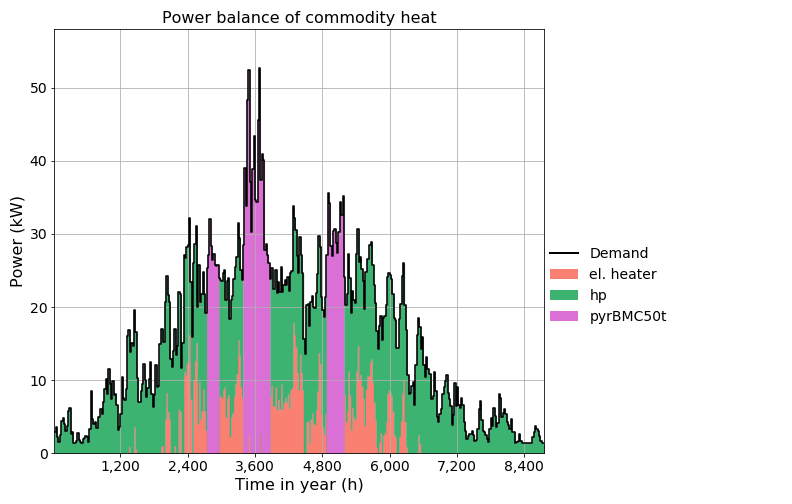 Power balance of commodity heat
Power (kW)
50
40
30
20
10
0
1,200
2,400
3,600
4,800
6,000
7,200
8,400
Time in year (h)
Demand
el. heater
hp
pyrBMC50t